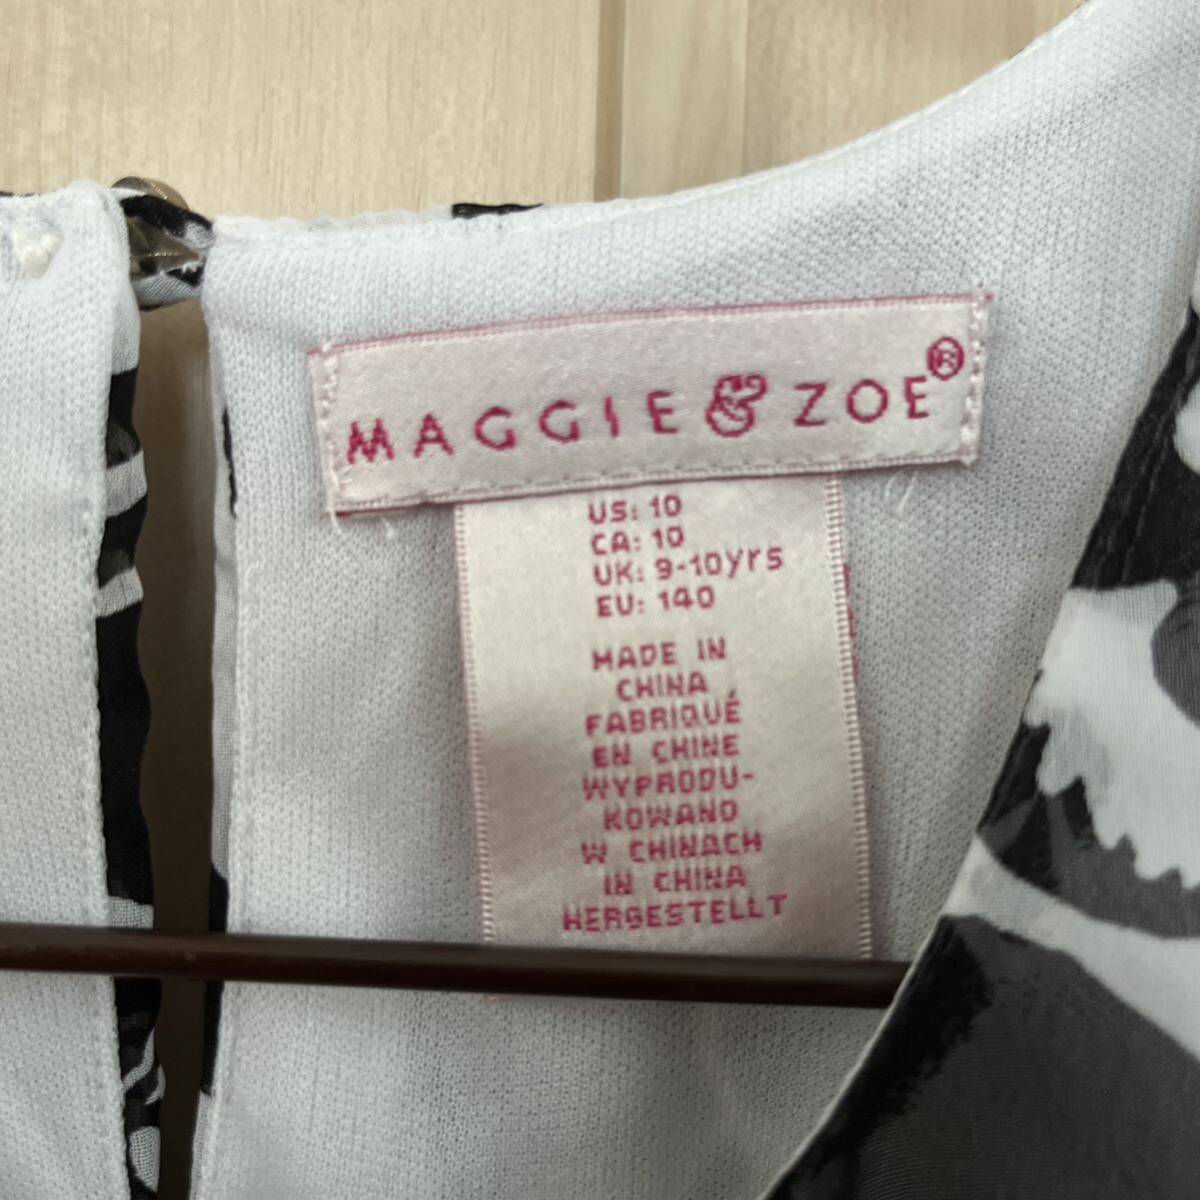 MAGGIE & ZOE®
US: 10
CA: 10
UK: 9-10yrs
EU: 140
MADE IN
CHINA
FABRIQUÉ
EN CHINE
WYPRODU-
KOWANO
W CHINACH
IN CHINA
HERGESTELLT